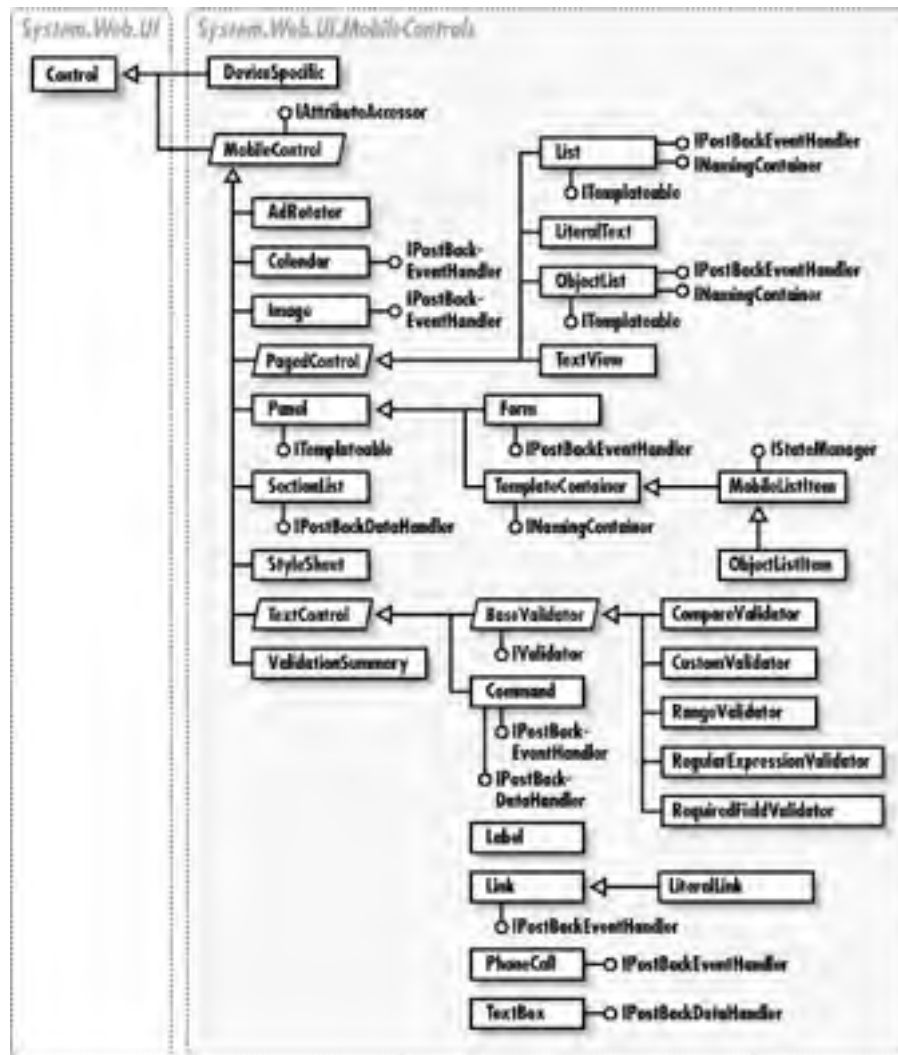 System.Web.UI
System.Web.UI.MobileControls
Control
DeviceSpecific
IAttributeAccessor
MobileControl
List
IPostBackEventHandler
INamingContainer
ITemplateable
AdRotator
LiteralText
Calendar
IPostBack-
EventHandler
ObjectList
IPostBackEventHandler
INamingContainer
ITemplateable
Image
IPostBack-
EventHandler
PagedControl
TextView
Panel
ITemplateable
Form
IPostBackEventHandler
IStateManager
SectionList
IPostBackDataHandler
TemplateContainer
INamingContainer
MobileListItem
StyleSheet
ObjectListItem
TextControl
BaseValidator
IValidator
CompareValidator
ValidationSummary
CustomValidator
Command
IPostBack-
EventHandler
IPostBack-
DataHandler
RangeValidator
RegularExpressionValidator
RequiredFieldValidator
Label
Link
LiteralLink
IPostBackEventHandler
PhoneCall
IPostBackEventHandler
TextBox
IPostBackDataHandler